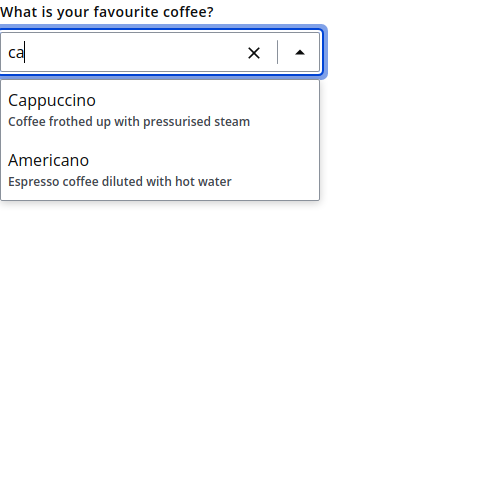 What is your favourite coffee?
ca
Cappuccino
Coffee frothed up with pressurised steam
Americano
Espresso coffee diluted with hot water